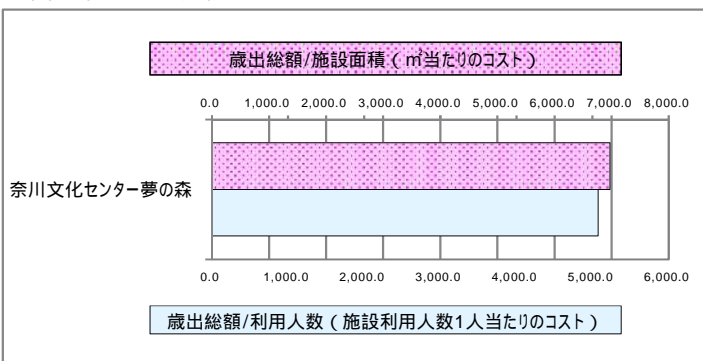 歳出総額/施設面積(㎡当たりのコスト)
0.0 1,000.0 2,000.0 3,000.0 4,000.0 5,000.0 6,000.0 7,000.0 8,000.0
奈川文化センター夢の森
0.0 1,000.0 2,000.0 3,000.0 4,000.0 5,000.0 6,000.0
歳出総額/利用人数(施設利用人数1人当たりのコスト)